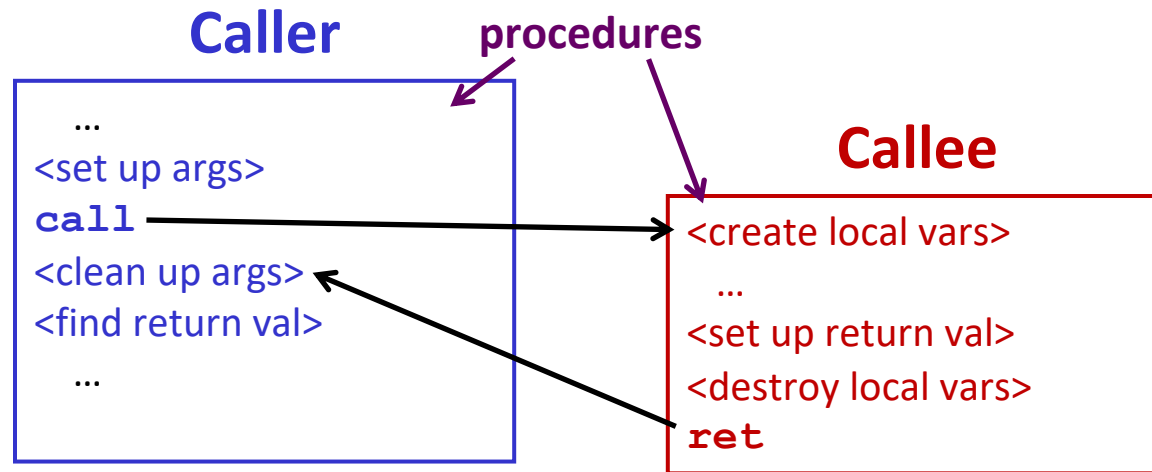 Caller
procedures
...
<set up args>
call
<clean up args>
<find return val>
...
Callee
<create local vars>
...
<set up return val>
<destroy local vars>
ret